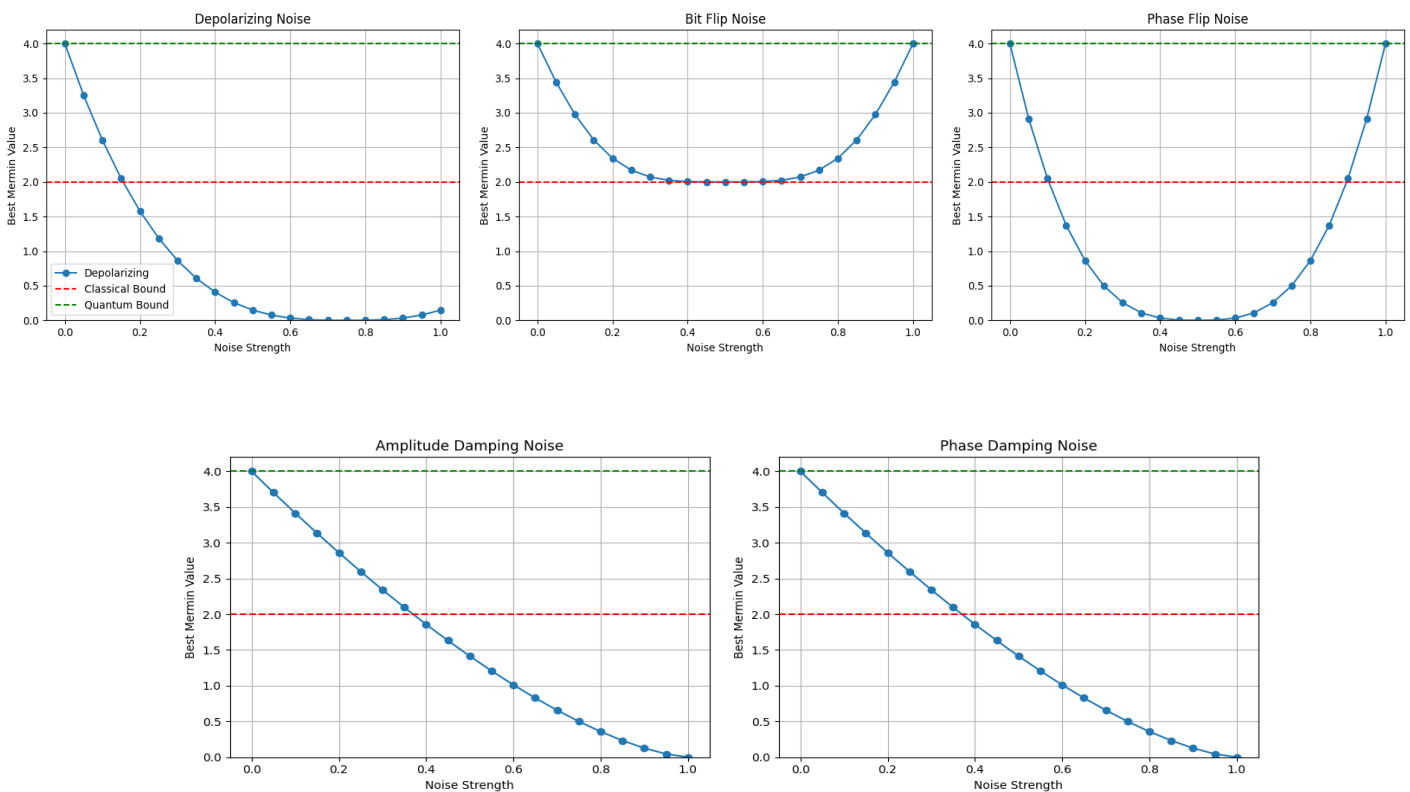 Depolarizing Noise
Best Mermin Value
4.0
3.5
3.0
2.5
2.0
1.5
1.0
0.5
0.0
Depolarizing
Classical Bound
Quantum Bound
0.0 0.2 0.4 0.6 0.8 1.0
Noise Strength
Bit Flip Noise
Best Mermin Value
4.0
3.5
3.0
2.5
2.0
1.5
1.0
0.5
0.0
0.0 0.2 0.4 0.6 0.8 1.0
Noise Strength
Phase Flip Noise
Best Mermin Value
4.0
3.5
3.0
2.5
2.0
1.5
1.0
0.5
0.0
0.0 0.2 0.4 0.6 0.8 1.0
Noise Strength
Amplitude Damping Noise
Best Mermin Value
4.0
3.5
3.0
2.5
2.0
1.5
1.0
0.5
0.0
0.0 0.2 0.4 0.6 0.8 1.0
Noise Strength
Phase Damping Noise
Best Mermin Value
4.0
3.5
3.0
2.5
2.0
1.5
1.0
0.5
0.0
0.0 0.2 0.4 0.6 0.8 1.0
Noise Strength